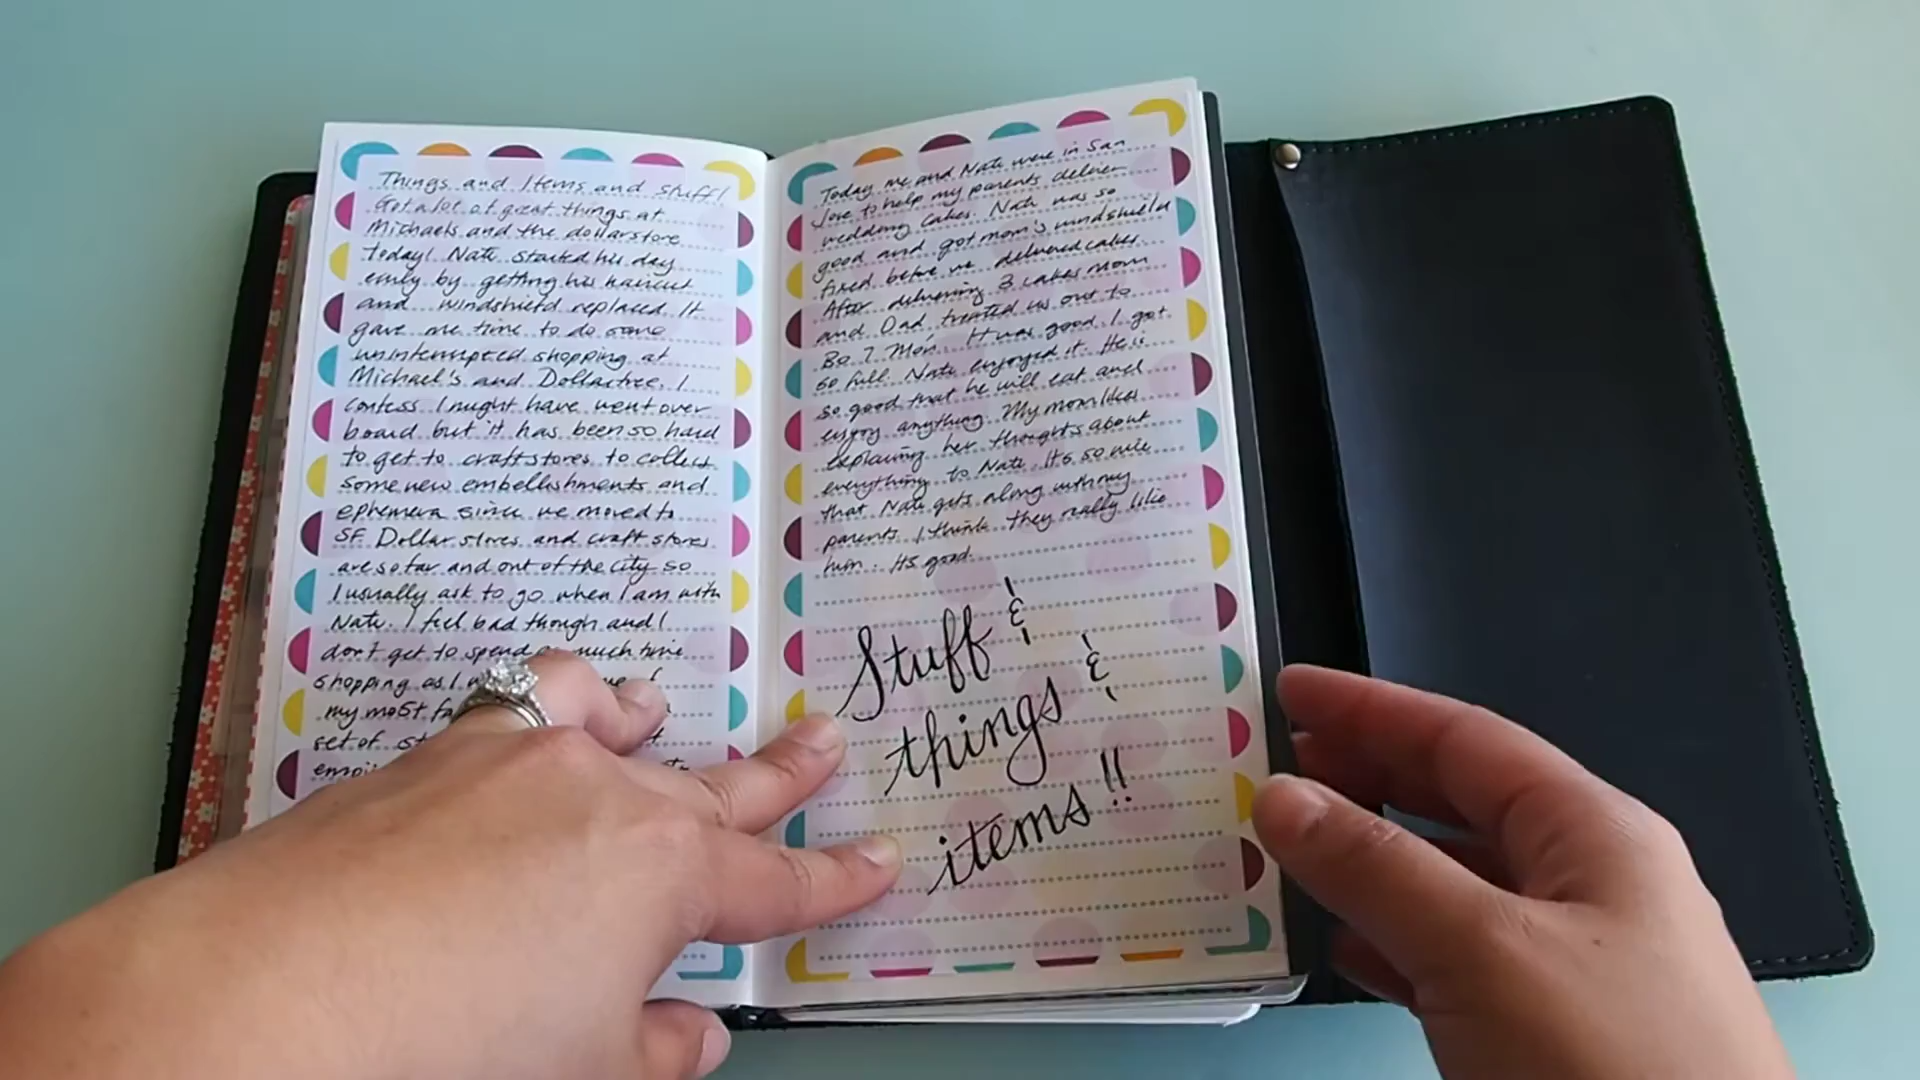 Things and Items and stuff!
Got a lot of great things at
Michaels and the dollarstore
today! Nate started his day
early by getting his haircut
and windshield replaced. It
gave me time to do some
uninterrupted shopping at
Michael's and Dollartree. I
confess I might have went over
board but it has been so hard
to get to craft stores to collect
some new embellishments and
ephemera since we moved to
SF. Dollar stores and craft stores
are so far and out of the city so
I usually ask to go when I am with
Nate. I feel bad though and I
don't get to spend much time
shopping as I
my most
set of
Today me and Nate were in San
Jose to help my parents deliver
wedding cakes. Nate was so
good and got mom's windshield
fixed before we delivered cakes.
After delivering 3 cakes Mom
and Dad treated us out to
Bo 7 Món. It was good. I got
so full. Nate enjoyed it. He is
so good that he will eat and
enjoy anything. My mom likes
explaining her thoughts about
everything to Nate. It's so nice
that Nate gets along with my
parents. I think they really like
him. It's good.
Stuff &
things &
items!!